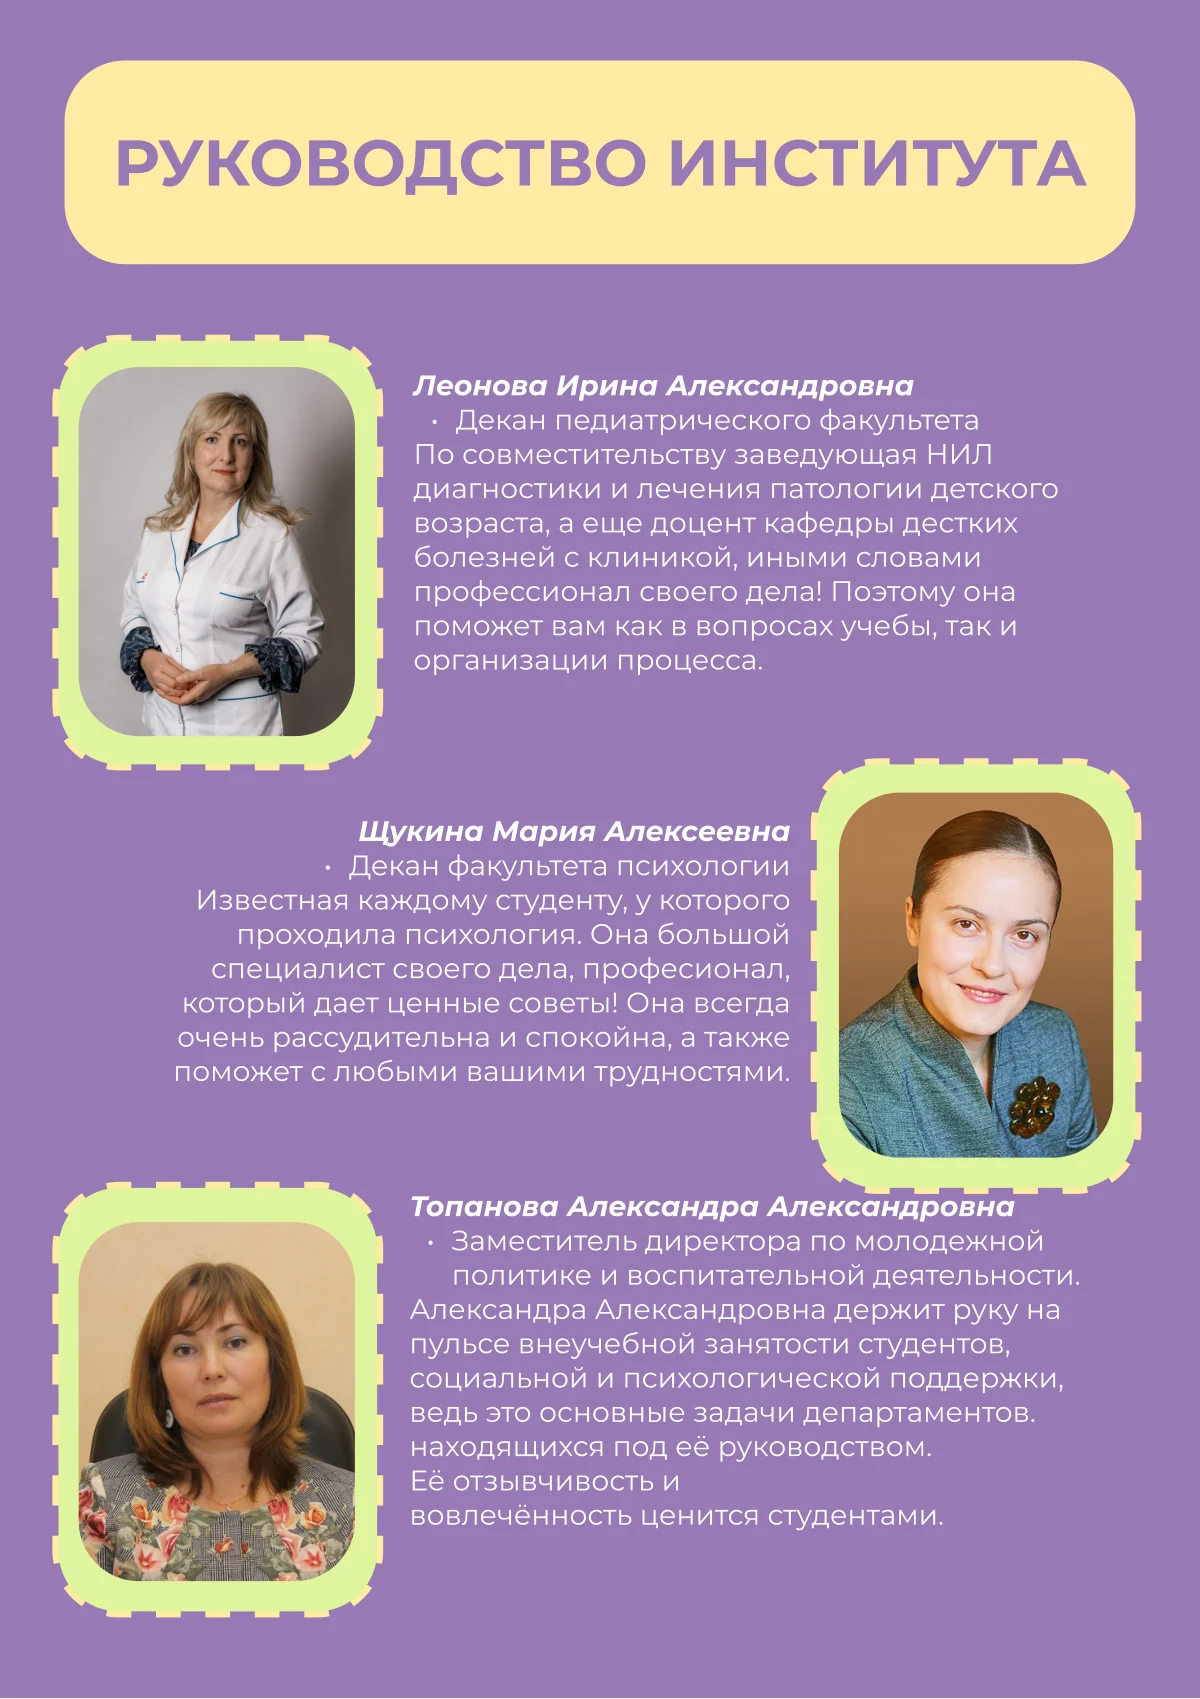 РУКОВОДСТВО ИНСТИТУТА
Леонова Ирина Александровна
• Декан педиатрического факультета
По совместительству заведующая НИЛ
диагностики и лечения патологии детского
возраста, а еще доцент кафедры дестких
болезней с клиникой, иными словами
профессионал своего дела! Поэтому она
поможет вам как в вопросах учебы, так и
организации процесса.
Щукина Мария Алексеевна
• Декан факультета психологии
Известная каждому студенту, у которого
проходила психология. Она большой
специалист своего дела, професионал,
который дает ценные советы! Она всегда
очень рассудительна и спокойна, а также
поможет с любыми вашими трудностями.
Топанова Александра Александровна
• Заместитель директора по молодежной
политике и воспитательной деятельности.
Александра Александровна держит руку на
пульсе внеучебной занятости студентов,
социальной и психологической поддержки,
ведь это основные задачи департаментов.
находящихся под её руководством.
Её отзывчивость и
вовлечённость ценится студентами.